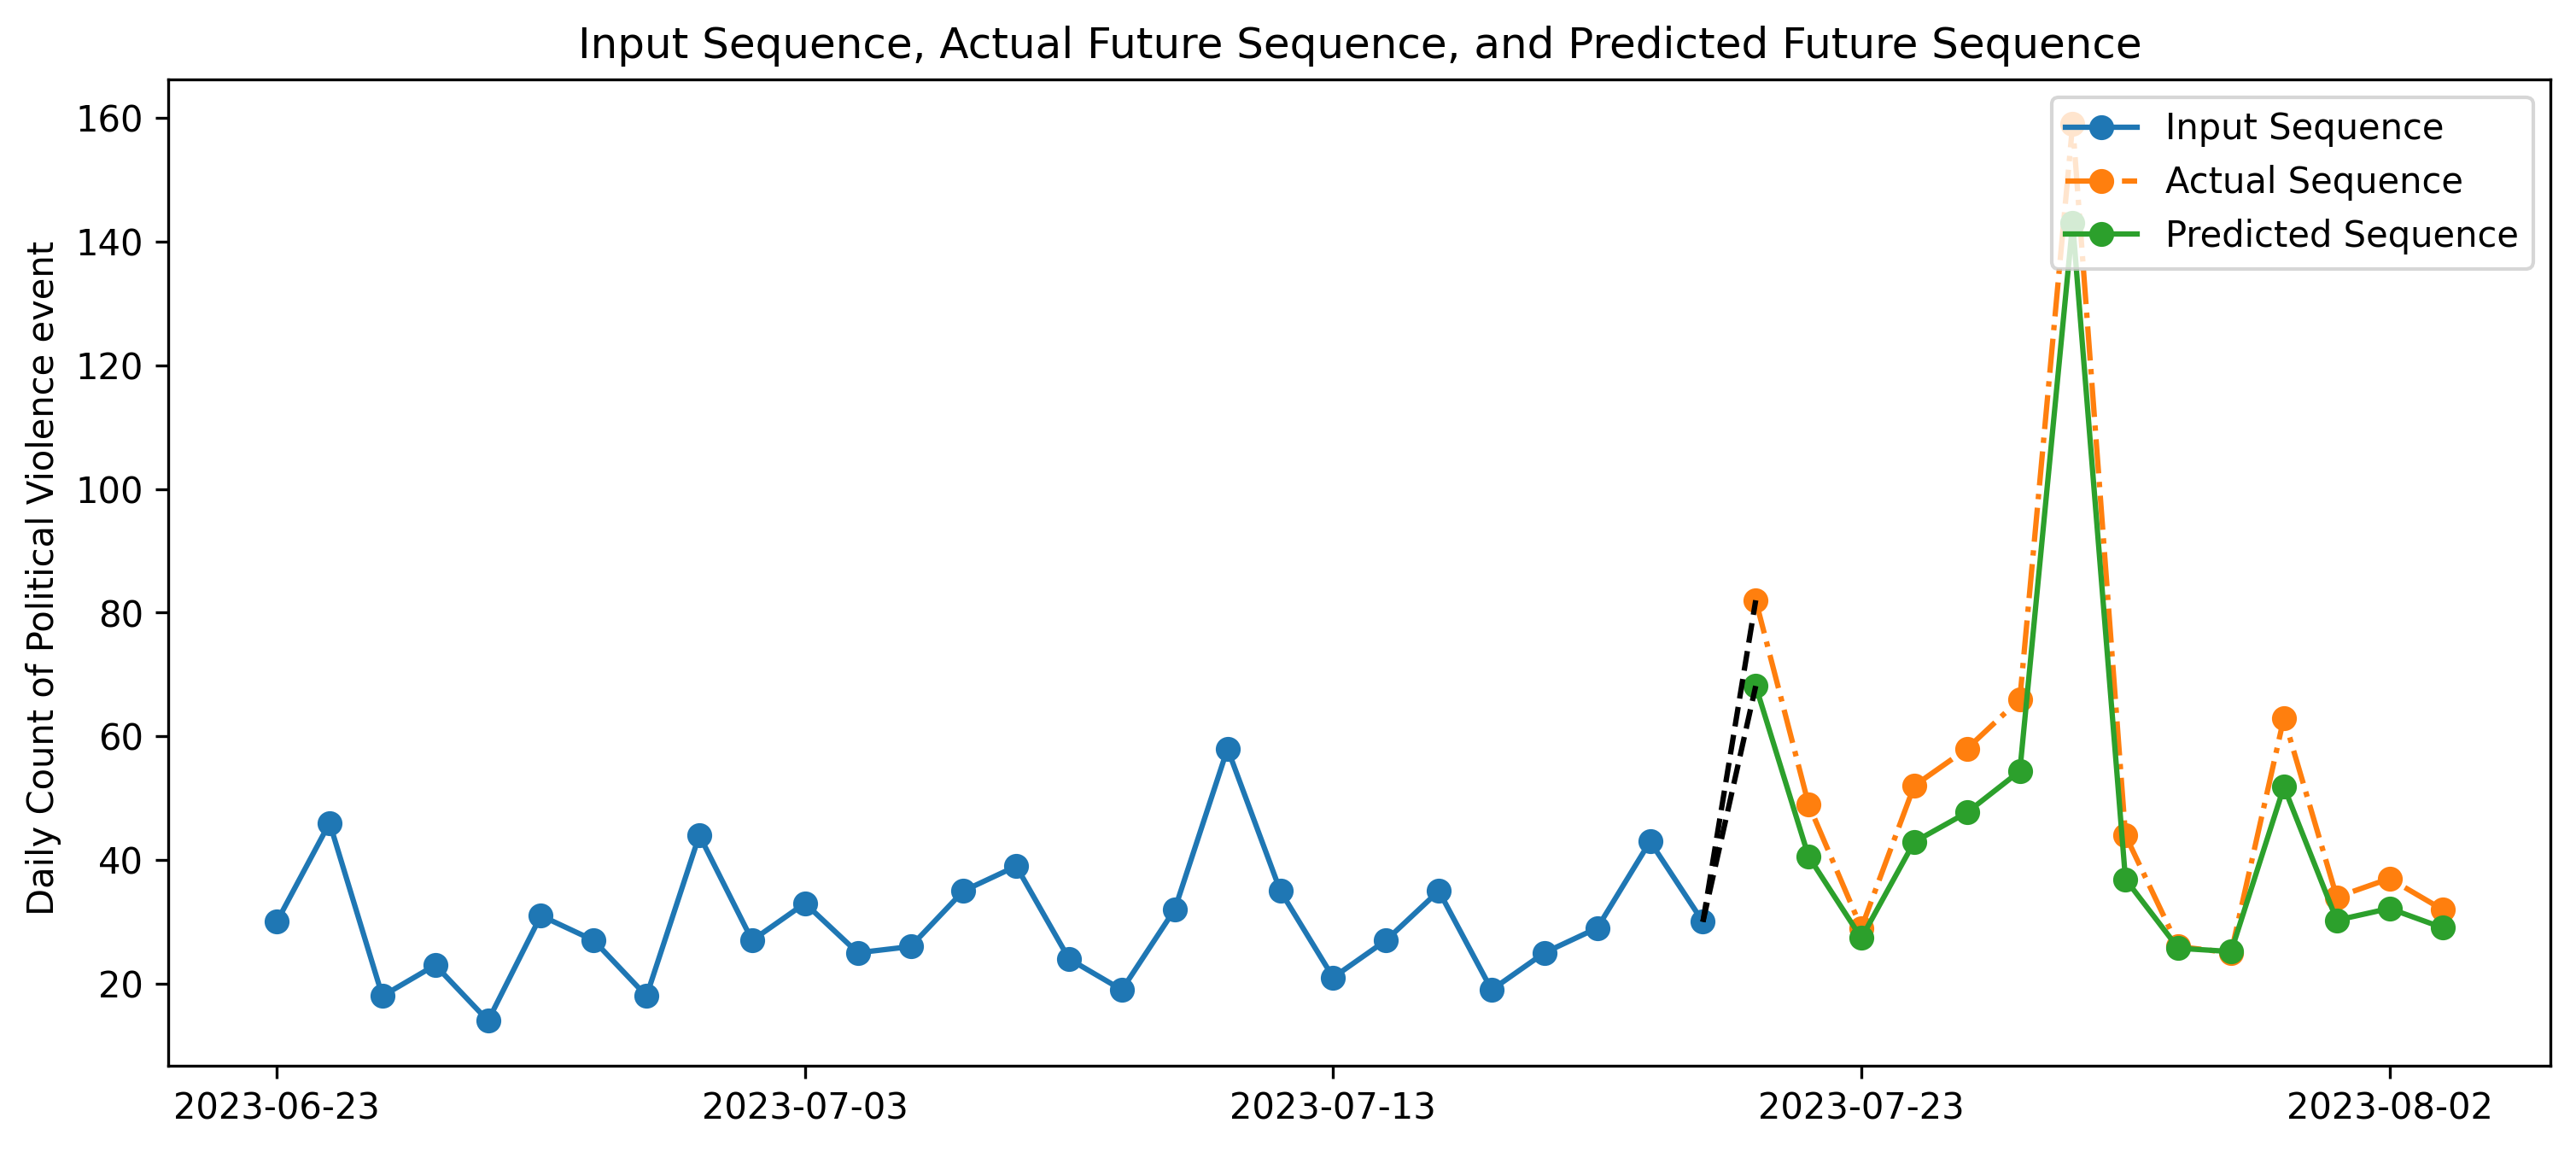 Input Sequence, Actual Future Sequence, and Predicted Future Sequence
Daily Count of Political Violence event
160
140
120
100
80
60
40
20
2023-06-23
2023-07-03
2023-07-13
2023-07-23
2023-08-02
Input Sequence
Actual Sequence
Predicted Sequence